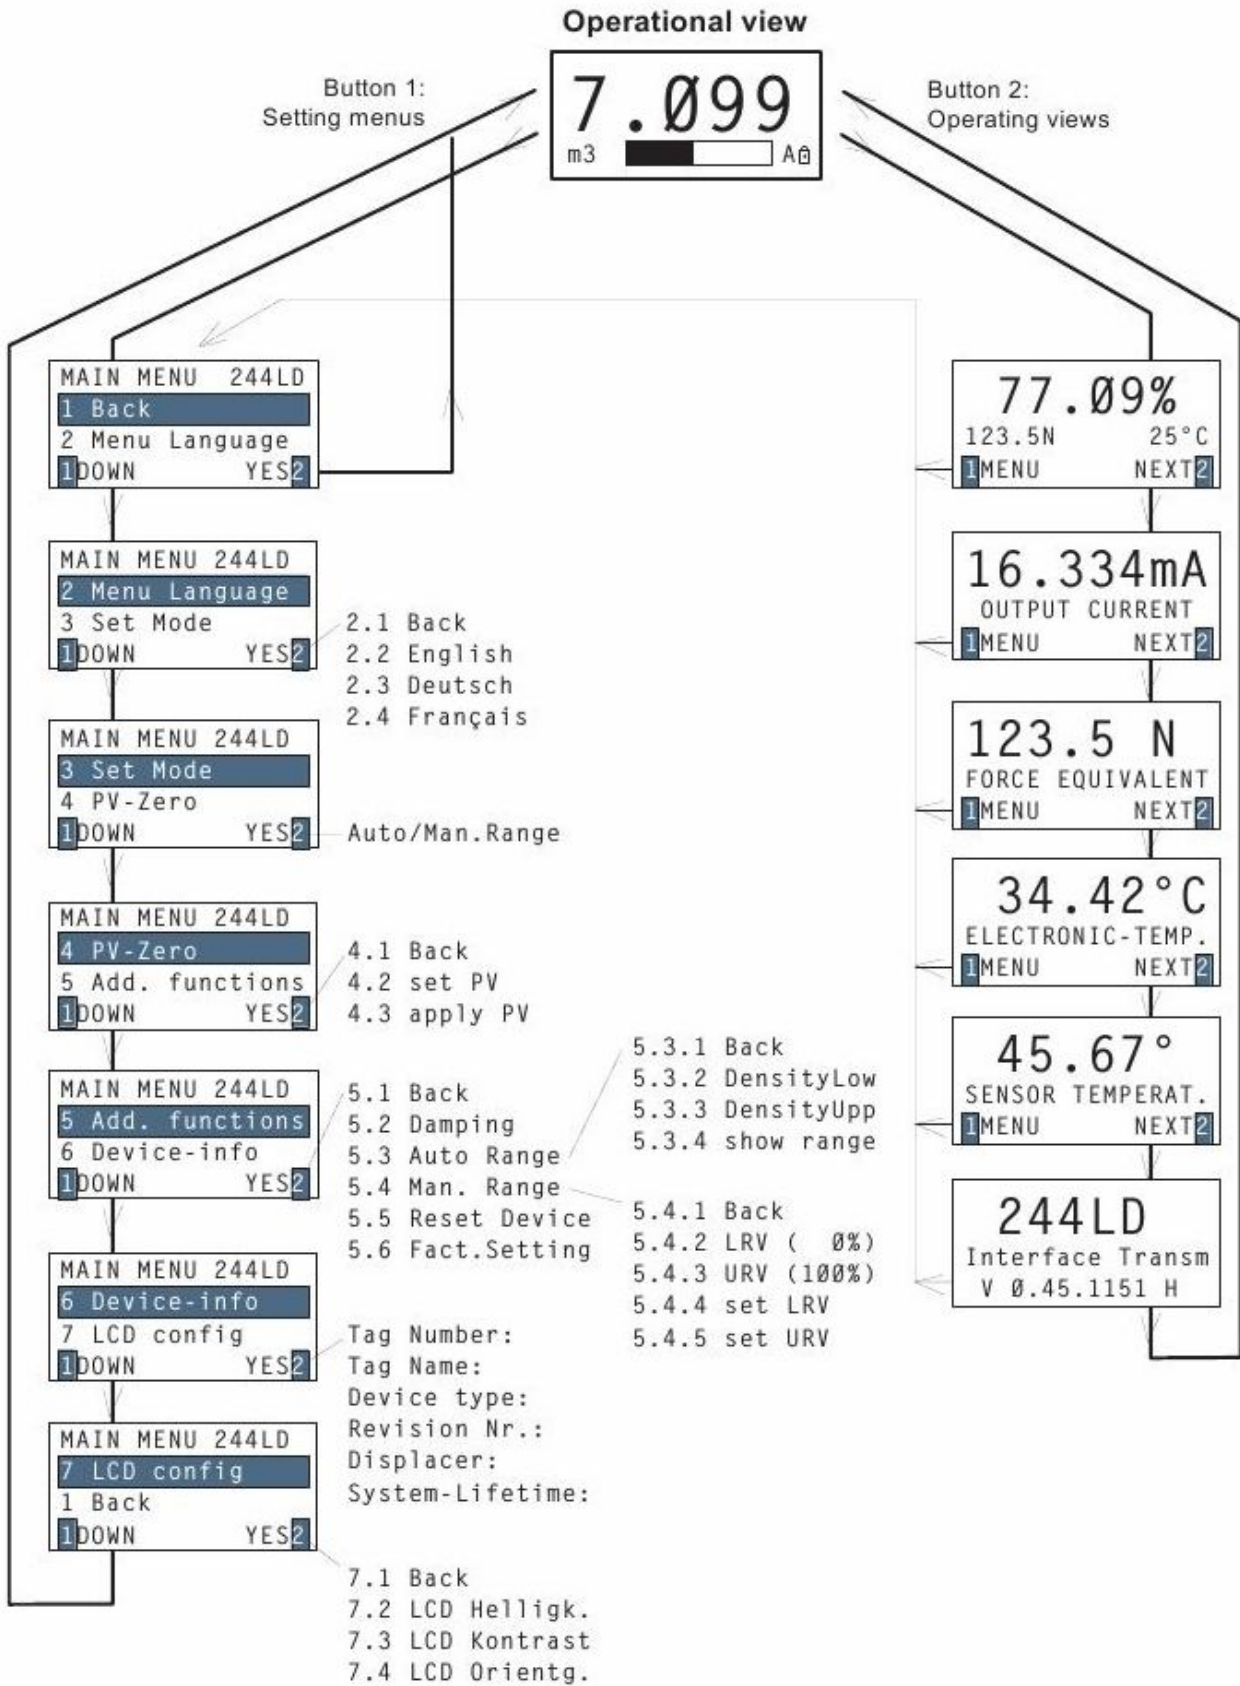 Operational view
7.Ø99
m3 A
Button 1:
Setting menus
Button 2:
Operating views
MAIN MENU 244LD
1 Back
2 Menu Language
1DOWN YES2
MAIN MENU 244LD
2 Menu Language
3 Set Mode
1DOWN YES2
2.1 Back
2.2 English
2.3 Deutsch
2.4 Français
MAIN MENU 244LD
3 Set Mode
4 PV-Zero
1DOWN YES2
Auto/Man.Range
MAIN MENU 244LD
4 PV-Zero
5 Add. functions
1DOWN YES2
4.1 Back
4.2 set PV
4.3 apply PV
MAIN MENU 244LD
5 Add. functions
6 Device-info
1DOWN YES2
5.1 Back
5.2 Damping
5.3 Auto Range
5.4 Man. Range
5.5 Reset Device
5.6 Fact.Setting
5.3.1 Back
5.3.2 DensityLow
5.3.3 DensityUpp
5.3.4 show range
5.4.1 Back
5.4.2 LRV ( Ø%)
5.4.3 URV (1ØØ%)
5.4.4 set LRV
5.4.5 set URV
MAIN MENU 244LD
6 Device-info
7 LCD config
1DOWN YES2
Tag Number:
Tag Name:
Device type:
Revision Nr.:
Displacer:
System-Lifetime:
MAIN MENU 244LD
7 LCD config
1 Back
1DOWN YES2
7.1 Back
7.2 LCD Helligk.
7.3 LCD Kontrast
7.4 LCD Orientg.
77.Ø9%
123.5N 25°C
1MENU NEXT2
16.334mA
OUTPUT CURRENT
1MENU NEXT2
123.5 N
FORCE EQUIVALENT
1MENU NEXT2
34.42°C
ELECTRONIC-TEMP.
1MENU NEXT2
45.67°
SENSOR TEMPERAT.
1MENU NEXT2
244LD
Interface Transm
V Ø.45.1151 H